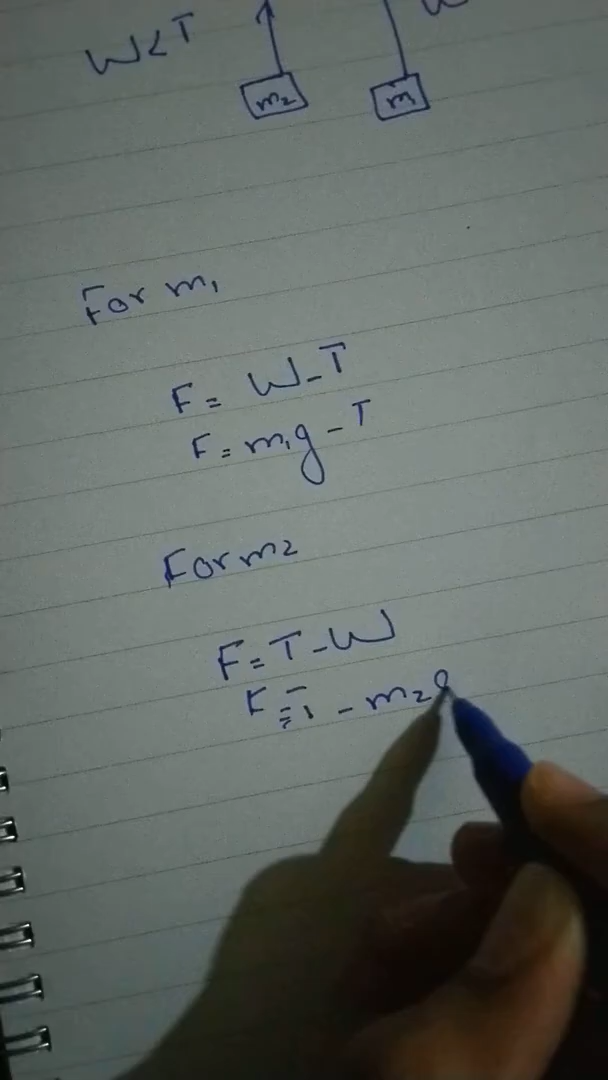 W<T
m2 m
For m1
F = W-T
F = m1g - T
For m2
F = T-W
F = T - m2g